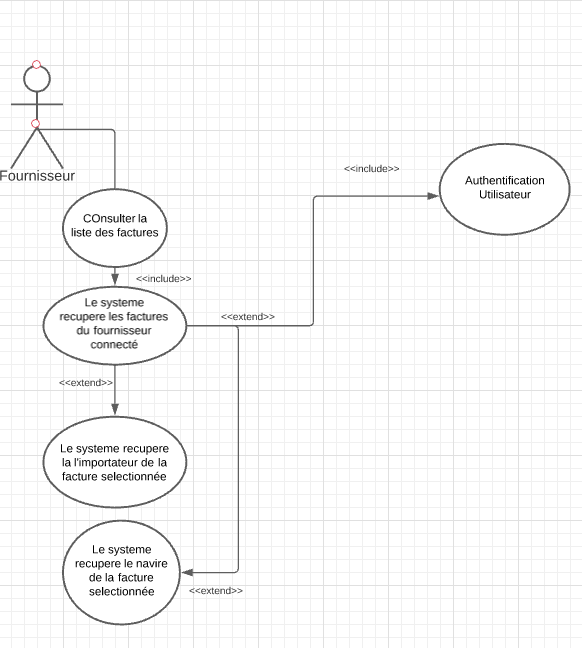 Fournisseur
COnsulter la
liste des factures
<<include>>
Authentification
Utilisateur
<<include>>
Le systeme
recupere les factures
du fournisseur
connecté
<<extend>>
<<extend>>
Le systeme recupere
la l'importateur de la
facture selectionnée
Le systeme
recupere le navire
de la facture
selectionnée
<<extend>>